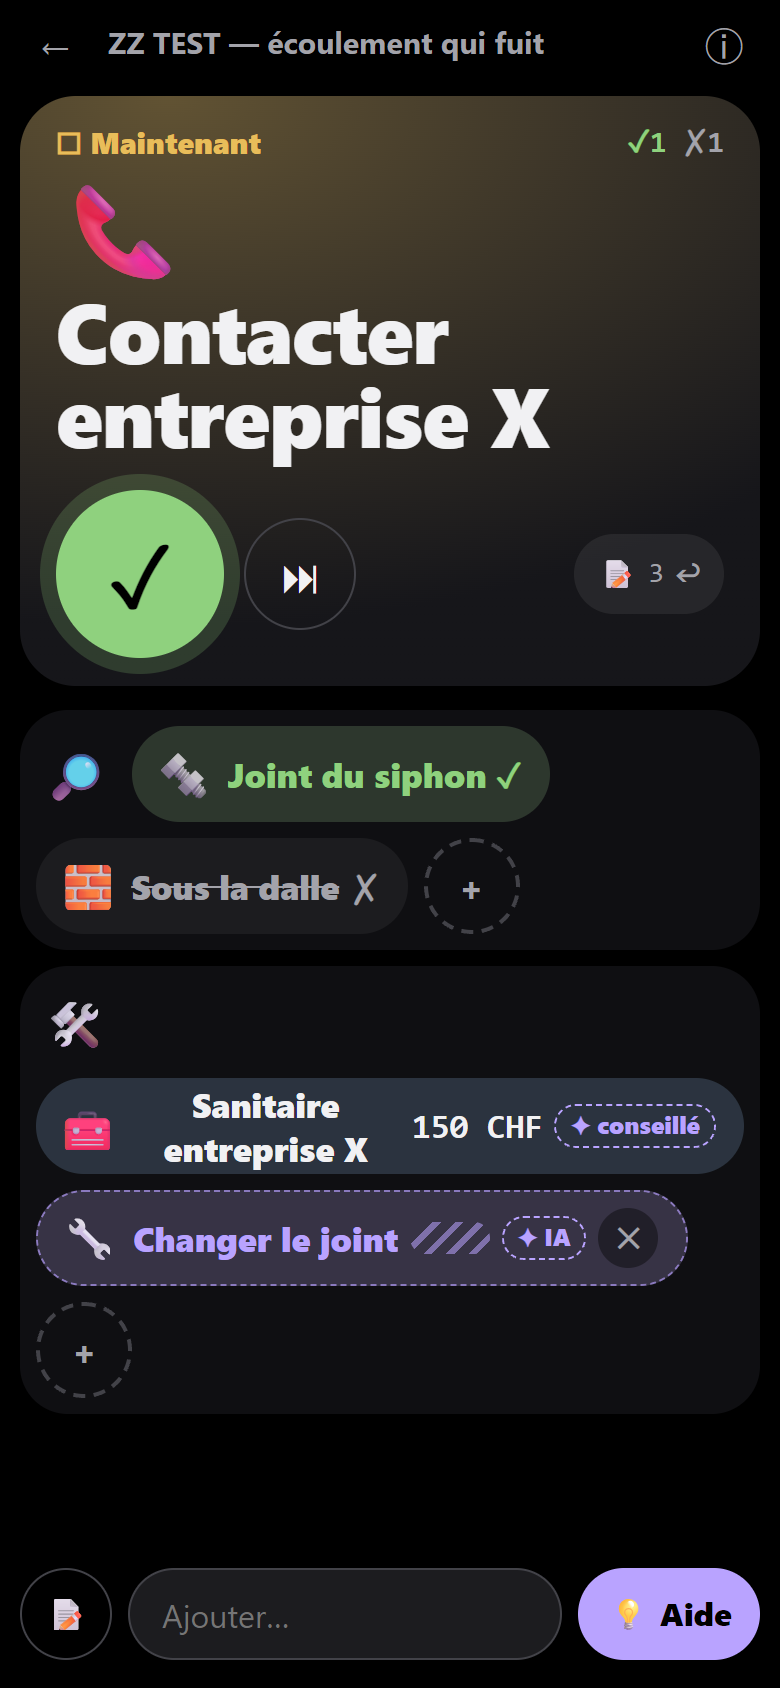 ← ZZ TEST — écoulement qui fuit ⓘ
☐ Maintenant ✓1 ✗1
Contacter
entreprise X
3 ↩
Joint du siphon ✓
Sous la dalle ✗ +
Sanitaire
entreprise X 150 CHF ✦ conseillé
Changer le joint ✦ IA ×
+
Ajouter... Aide